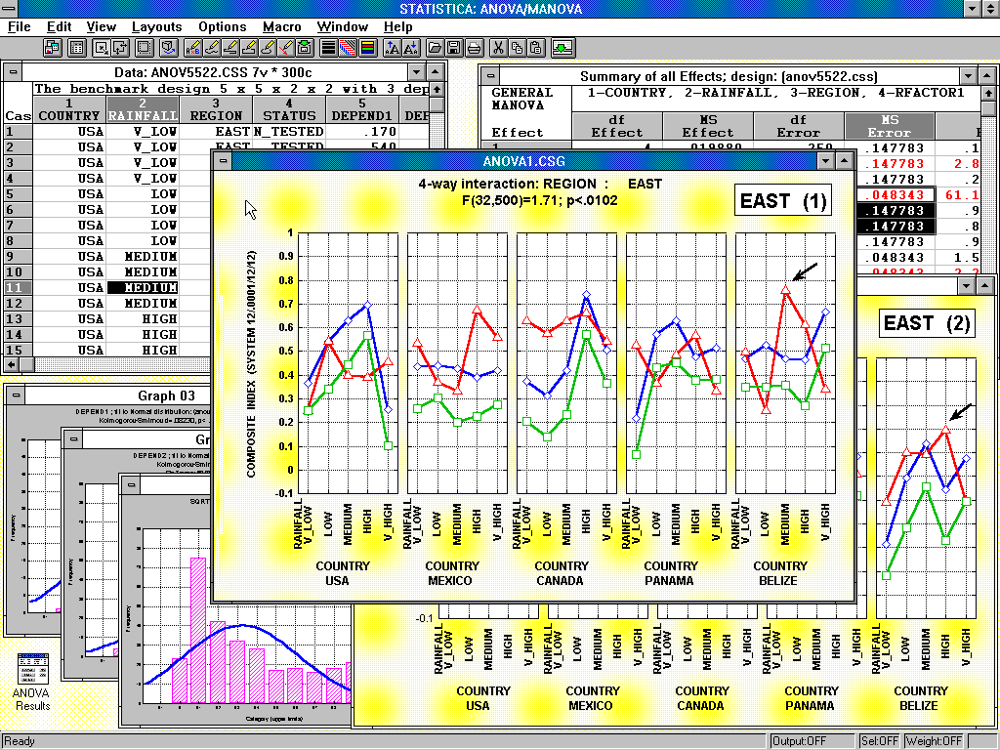 STATISTICA: ANOVA/MANOVA
File Edit View Layouts Options Macro Window Help
Data: ANOV5522.CSS 7v * 300c
The benchmark design 5 x 5 x 2 x 2 with 3 dep
1 2 3 4 5
Cas COUNTRY RAINFALL REGION STATUS DEPEND1 DEP
1 USA V_LOW EAST N_TESTED .170
2 USA V_LOW EAST TESTED .540
3 USA V_LOW
4 USA V_LOW
5 USA LOW
6 USA LOW
7 USA LOW
8 USA LOW
9 USA MEDIUM
10 USA MEDIUM
11 USA MEDIUM
12 USA MEDIUM
13 USA HIGH
14 USA HIGH
15 USA HIGH
Summary of all Effects; design: (anov5522.css)
GENERAL MANOVA
1-COUNTRY, 2-RAINFALL, 3-REGION, 4-RFACTOR1
df MS df MS
Effect Effect Effect Error Error F
1 4 .019880 250 .147783 .1
.147783 2.8
.147783 .2
.048343 61.1
.147783 .9
.147783 .8
.147783 .9
.048343 1.5
.048343 2.2
ANOVA1.CSG
4-way interaction: REGION : EAST
F(32,500)=1.71; p<.0102
EAST (1)
COMPOSITE INDEX (SYSTEM 12/.0001/12/12)
1
0.9
0.8
0.7
0.6
0.5
0.4
0.3
0.2
0.1
0
-0.1
RAINFALL V_LOW LOW MEDIUM HIGH V_HIGH
RAINFALL V_LOW LOW MEDIUM HIGH V_HIGH
RAINFALL V_LOW LOW MEDIUM HIGH V_HIGH
RAINFALL V_LOW LOW MEDIUM HIGH V_HIGH
RAINFALL V_LOW LOW MEDIUM HIGH V_HIGH
COUNTRY COUNTRY COUNTRY COUNTRY COUNTRY
USA MEXICO CANADA PANAMA BELIZE
EAST (2)
-0.1
RAINFALL V_LOW LOW MEDIUM HIGH V_HIGH
RAINFALL V_LOW LOW MEDIUM HIGH V_HIGH
RAINFALL V_LOW LOW MEDIUM HIGH V_HIGH
RAINFALL V_LOW LOW MEDIUM HIGH V_HIGH
RAINFALL V_LOW LOW MEDIUM HIGH V_HIGH
COUNTRY COUNTRY COUNTRY COUNTRY COUNTRY
USA MEXICO CANADA PANAMA BELIZE
Graph 03
Gr
SQRT
Frequency
Frequency
Frequency
Category (upper limits)
ANOVA
Results
Ready Output:OFF Sel:OFF Weight:OFF